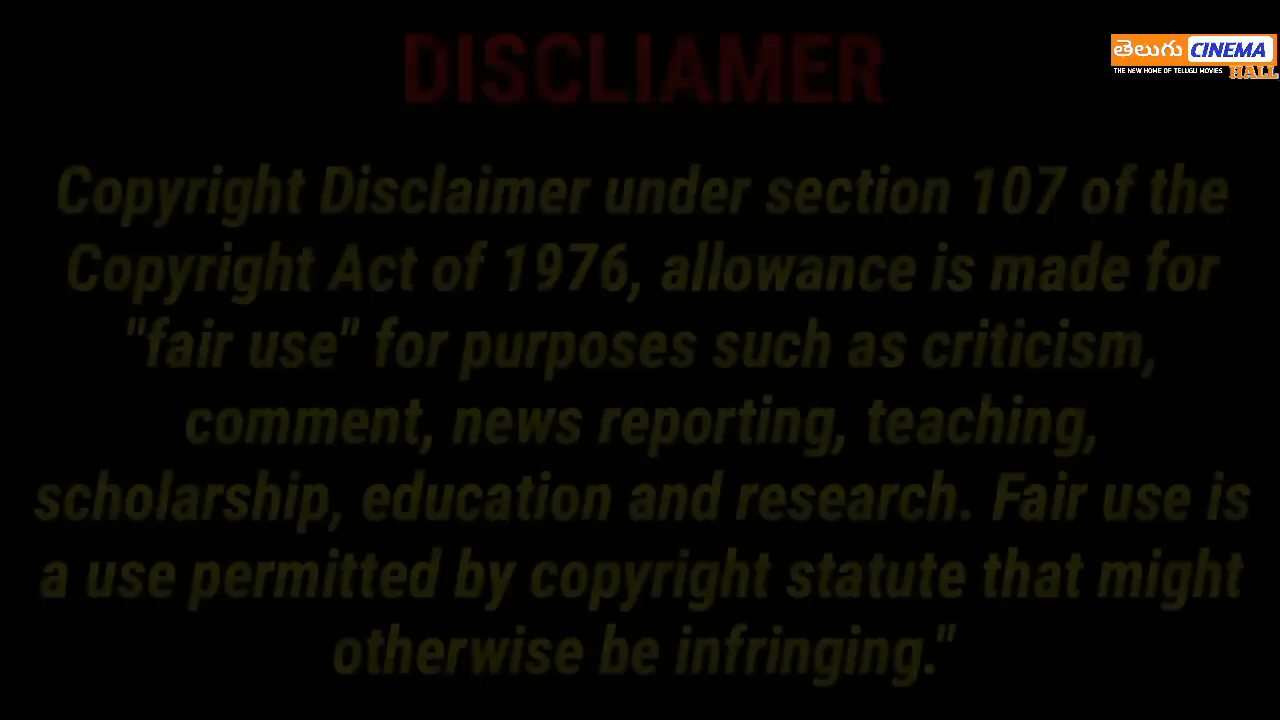 DISCLIAMER
తెలుగు CINEMA
THE NEW HOME OF TELUGU MOVIES HALL
Copyright Disclaimer under section 107 of the
Copyright Act of 1976, allowance is made for
"fair use" for purposes such as criticism,
comment, news reporting, teaching,
scholarship, education and research. Fair use is
a use permitted by copyright statute that might
otherwise be infringing."